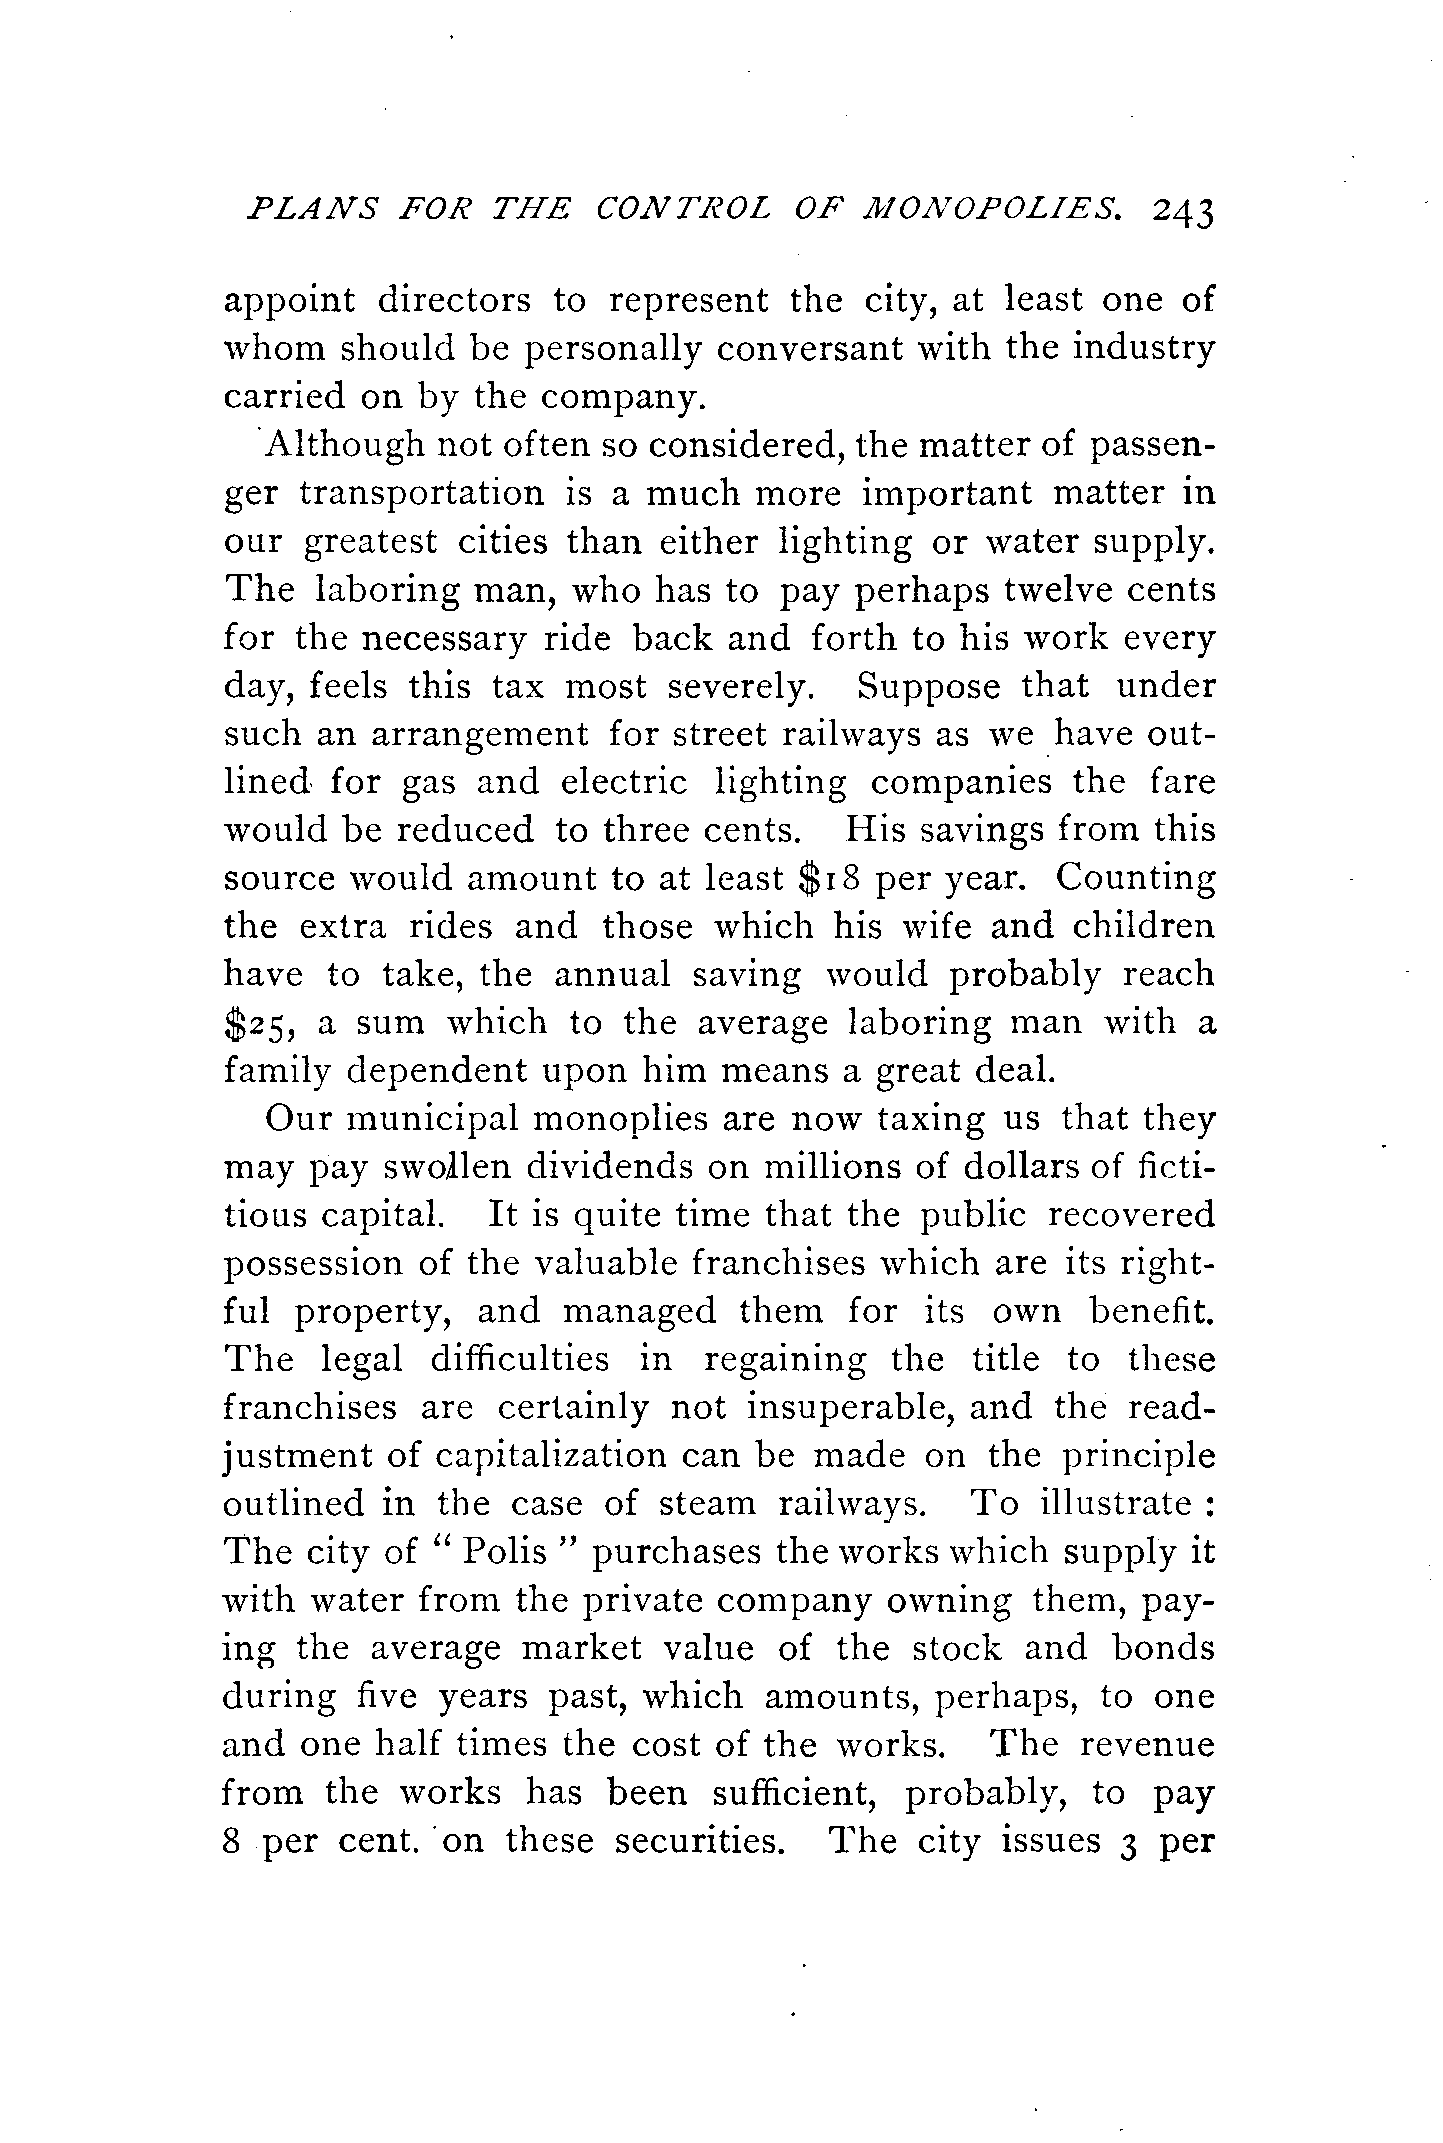 PLANS FOR THE CONTROL OF MONOPOLIES. 243
appoint directors to represent the city, at least one of
whom should be personally conversant with the industry
carried on by the company.
Although not often so considered, the matter of passen-
ger transportation is a much more important matter in
our greatest cities than either lighting or water supply.
The laboring man, who has to pay perhaps twelve cents
for the necessary ride back and forth to his work every
day, feels this tax most severely. Suppose that under
such an arrangement for street railways as we have out-
lined for gas and electric lighting companies the fare
would be reduced to three cents. His savings from this
source would amount to at least $18 per year. Counting
the extra rides and those which his wife and children
have to take, the annual saving would probably reach
$25, a sum which to the average laboring man with a
family dependent upon him means a great deal.
Our municipal monoplies are now taxing us that they
may pay swollen dividends on millions of dollars of ficti-
tious capital. It is quite time that the public recovered
possession of the valuable franchises which are its right-
ful property, and managed them for its own benefit.
The legal difficulties in regaining the title to these
franchises are certainly not insuperable, and the read-
justment of capitalization can be made on the principle
outlined in the case of steam railways. To illustrate :
The city of “ Polis ” purchases the works which supply it
with water from the private company owning them, pay-
ing the average market value of the stock and bonds
during five years past, which amounts, perhaps, to one
and one half times the cost of the works. The revenue
from the works has been sufficient, probably, to pay
8 per cent. on these securities. The city issues 3 per